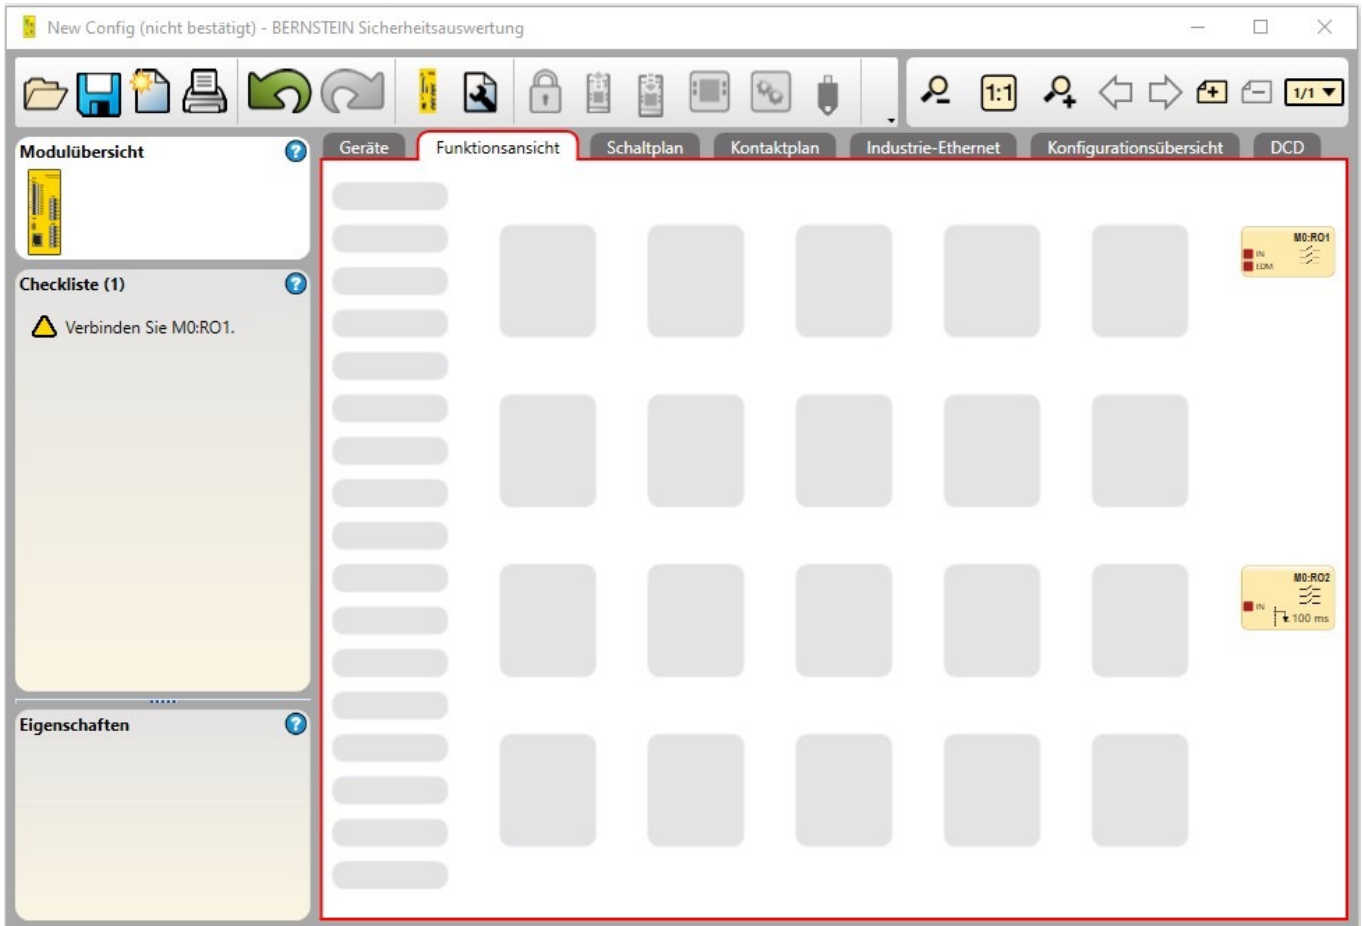 New Config (nicht bestätigt) - BERNSTEIN Sicherheitsauswertung
1:1
1/1
Modulübersicht
Geräte
Funktionsansicht
Schaltplan
Kontaktplan
Industrie-Ethernet
Konfigurationsübersicht
DCD
Checkliste (1)
Verbinden Sie M0:RO1.
Eigenschaften
M0:RO1
IN
EDM
M0:RO2
IN
100 ms